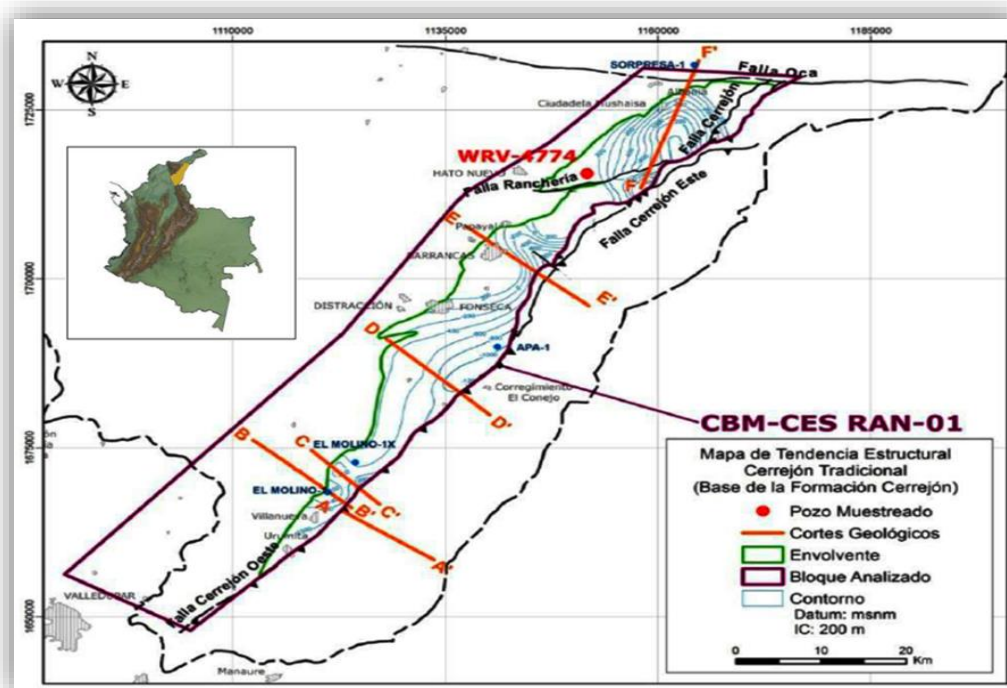 1110000 1135000 1160000 1185000
N
W E
S
SORPRESA-1 F'
Falla Oca
Albania
Ciudadela Mushaisa
1725000
Falla Cerrejón
WRV-4774
HATO NUEVO
Falla Ranchería
F
Falla Cerrejón Este
E
Papayal
BARRANCAS
1700000
E'
DISTRACCIÓN
FONSECA
D
APA-1
Corregimiento
El Conejo
D'
CBM-CES RAN-01
B
C
EL MOLINO-1X
1675000
EL MOLINO-
A
B'
C'
Villanueva
Urumita
A'
Falla Cerrejón Oeste
VALLEDUPAR
1650000
Manaure
Mapa de Tendencia Estructural
Cerrejón Tradicional
(Base de la Formación Cerrejón)
Pozo Muestreado
Cortes Geológicos
Envolvente
Bloque Analizado
Contorno
Datum: msnm
IC: 200 m
0 10 20
Km